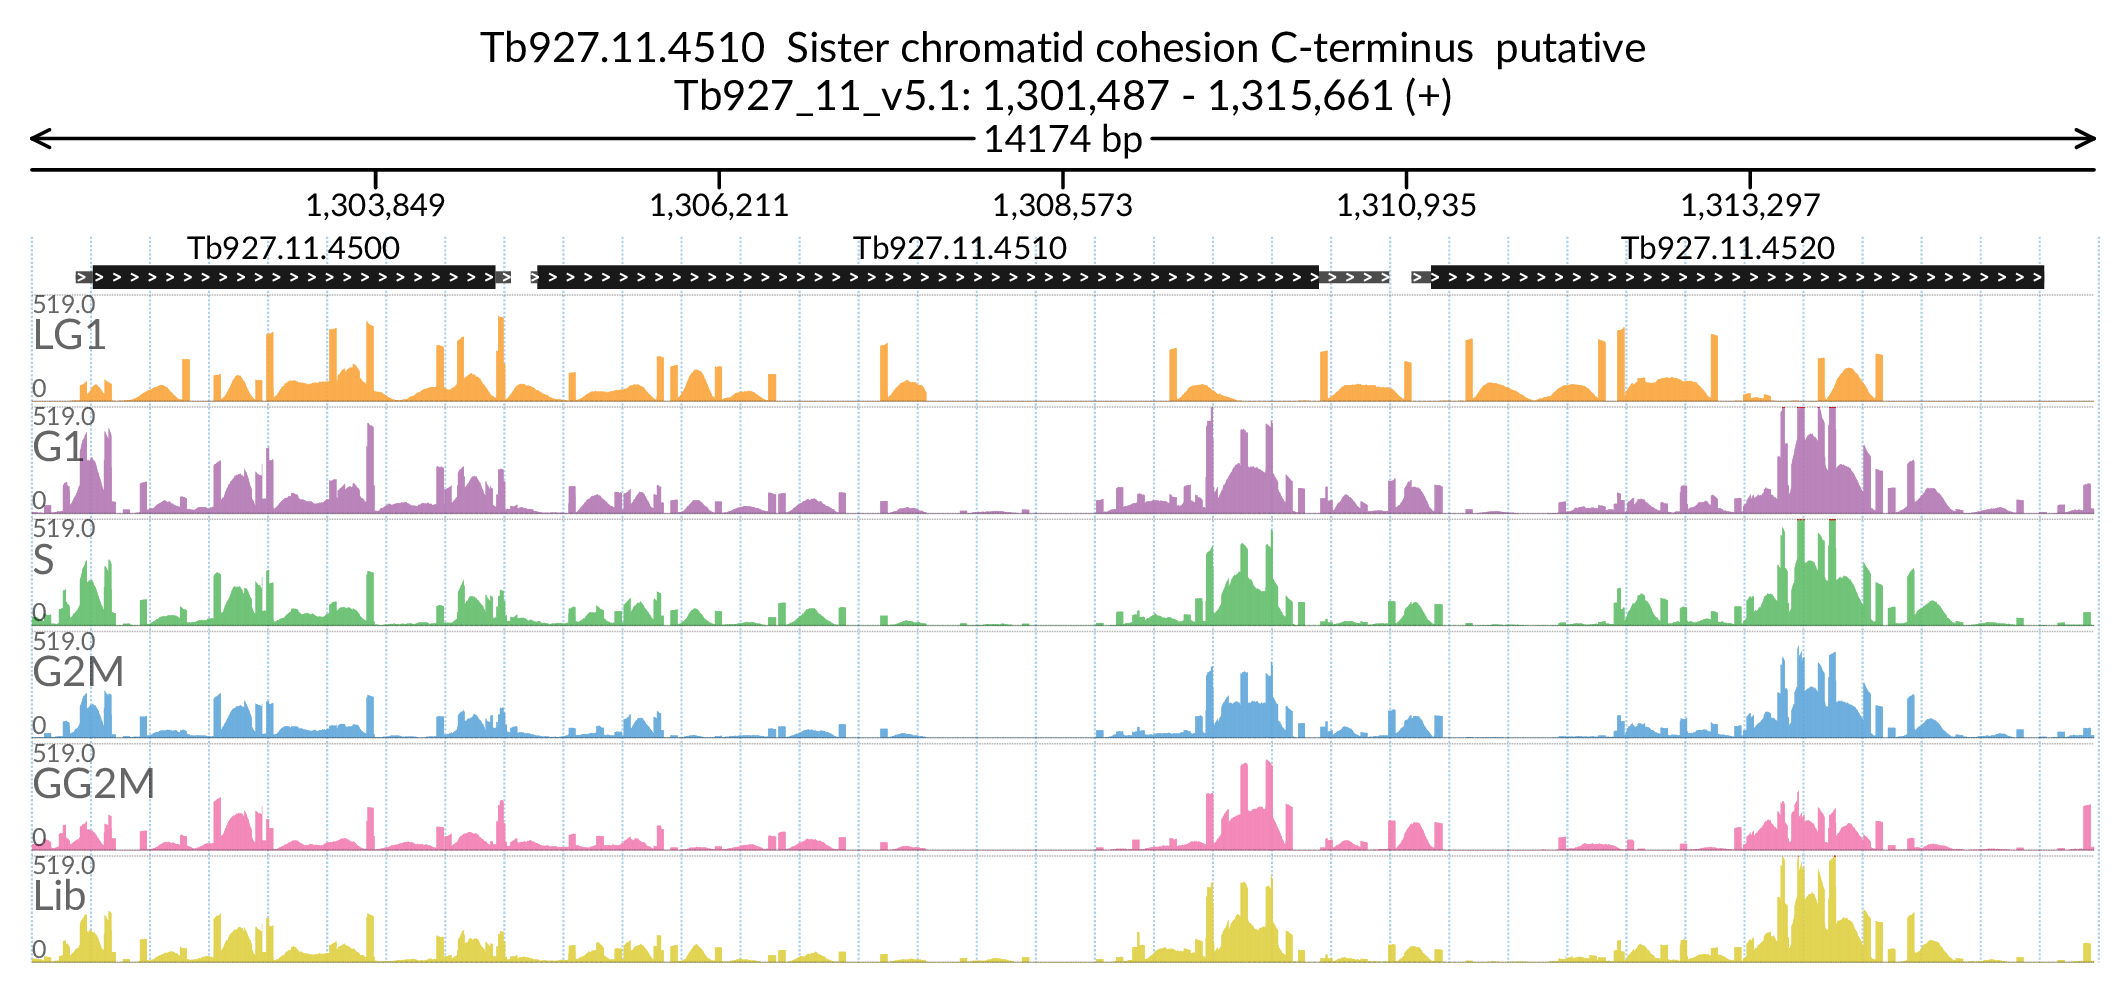 Tb927.11.4510 Sister chromatid cohesion C-terminus putative
Tb927_11_v5.1: 1,301,487 - 1,315,661 (+)
14174 bp
1,303,849 1,306,211 1,308,573 1,310,935 1,313,297
Tb927.11.4500 Tb927.11.4510 Tb927.11.4520
519.0
LG1
0
519.0
G1
0
519.0
S
0
519.0
G2M
0
519.0
GG2M
0
519.0
Lib
0